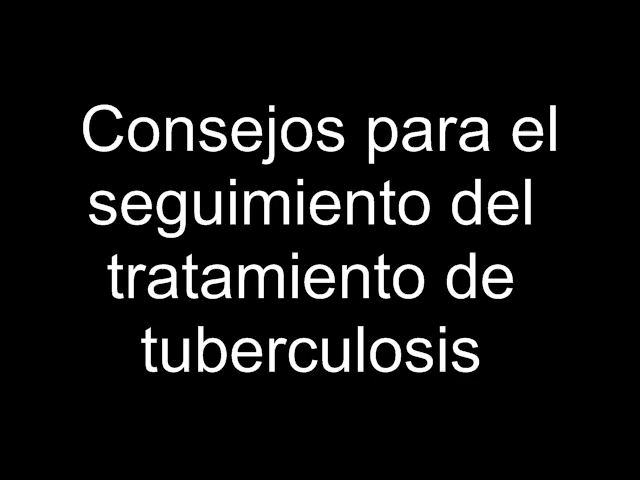 Consejos para el
seguimiento del
tratamiento de
tuberculosis